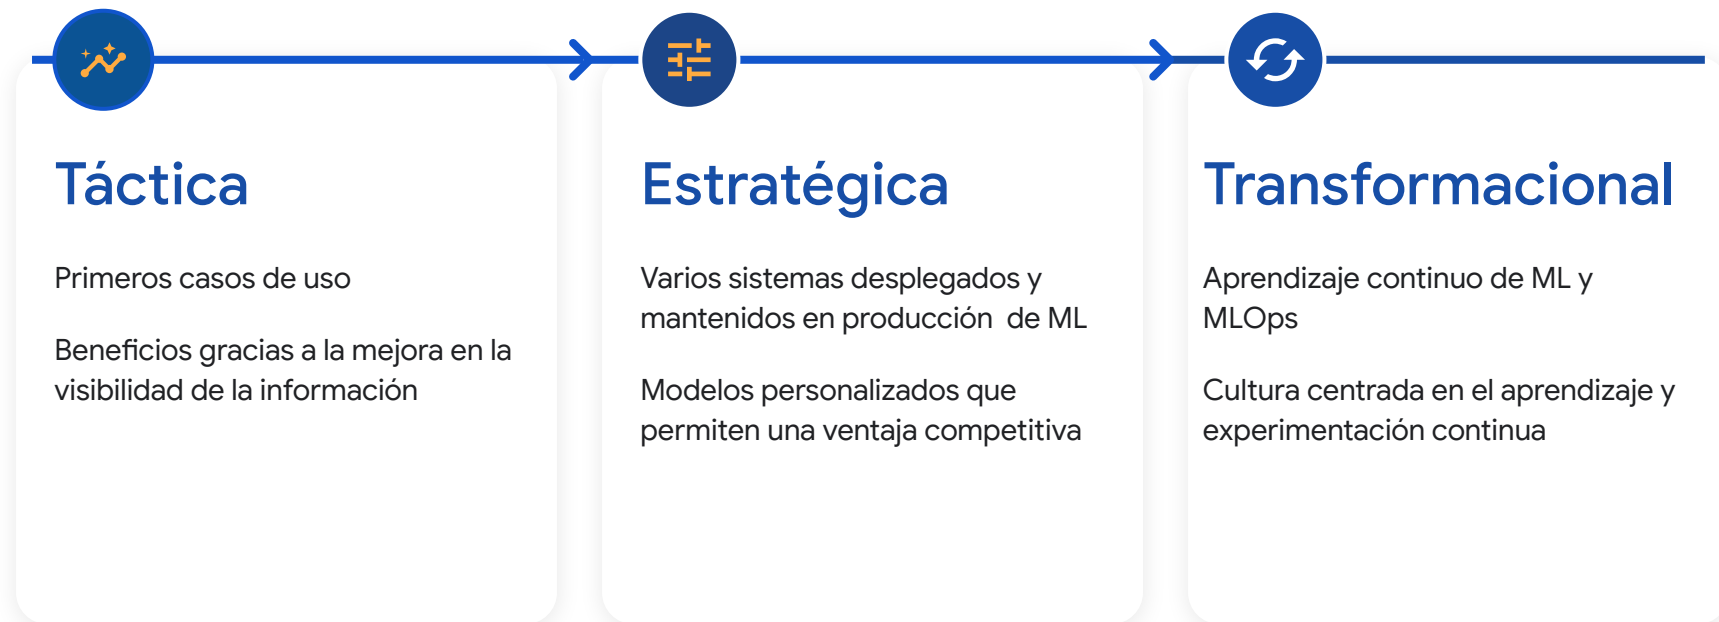 Táctica
Primeros casos de uso
Beneficios gracias a la mejora en la
visibilidad de la información
Estratégica
Varios sistemas desplegados y
mantenidos en producción  de ML
Modelos personalizados que
permiten una ventaja competitiva
Transformacional
Aprendizaje continuo de ML y
MLOps
Cultura centrada en el aprendizaje y
experimentación continua